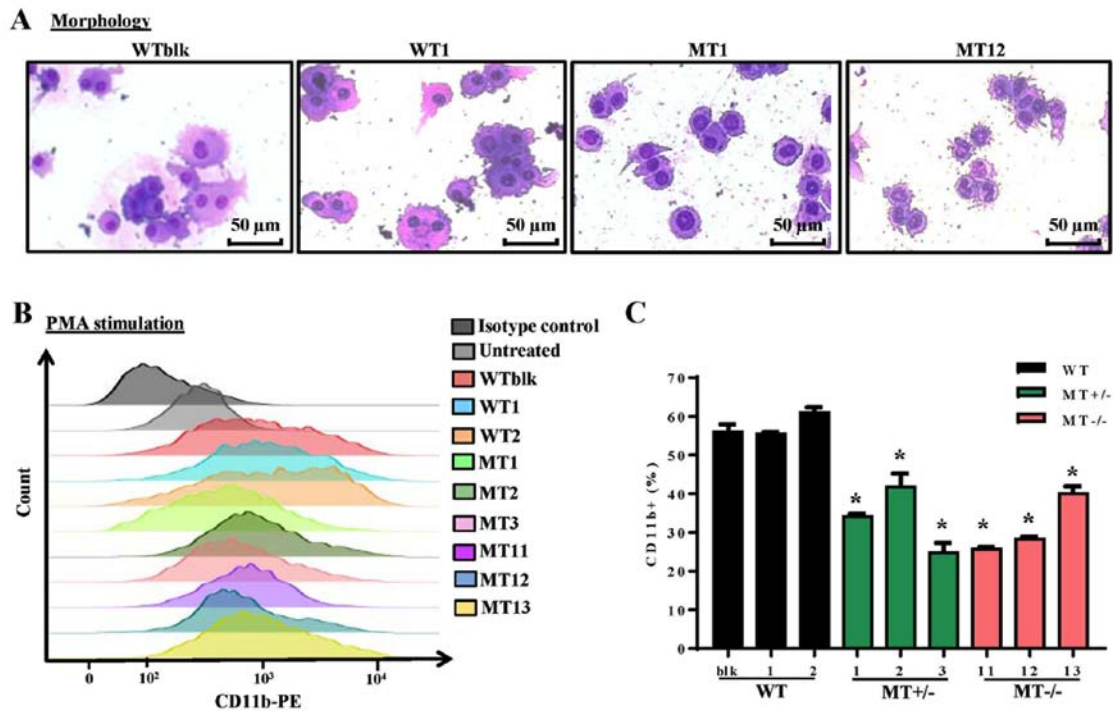 A Morphology
WTblk WT1 MT1 MT12
50 µm 50 µm 50 µm 50 µm
B PMA stimulation
Isotype control
Untreated
WTblk
WT1
WT2
MT1
MT2
MT3
MT11
MT12
MT13
Count
0 10² 10³ 10⁴
CD11b-PE
C
WT
MT+/-
MT-/-
CD11b+ (%)
70
60
50
40
30
20
10
0
* * * * * *
blk 1 2 1 2 3 11 12 13
WT MT+/- MT-/-